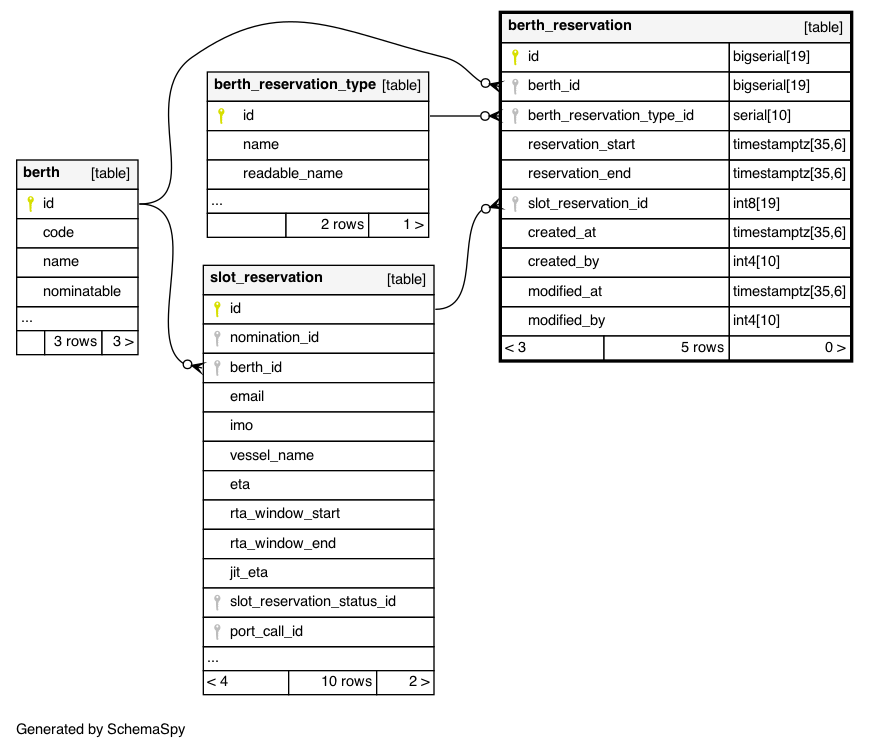 berth_reservation [table]
id bigserial[19]
berth_id bigserial[19]
berth_reservation_type_id serial[10]
reservation_start timestamptz[35,6]
reservation_end timestamptz[35,6]
slot_reservation_id int8[19]
created_at timestamptz[35,6]
created_by int4[10]
modified_at timestamptz[35,6]
modified_by int4[10]
< 3 5 rows 0 >
berth_reservation_type [table]
id
name
readable_name
...
2 rows 1 >
berth [table]
id
code
name
nominatable
...
3 rows 3 >
slot_reservation [table]
id
nomination_id
berth_id
email
imo
vessel_name
eta
rta_window_start
rta_window_end
jit_eta
slot_reservation_status_id
port_call_id
...
< 4 10 rows 2 >
Generated by SchemaSpy